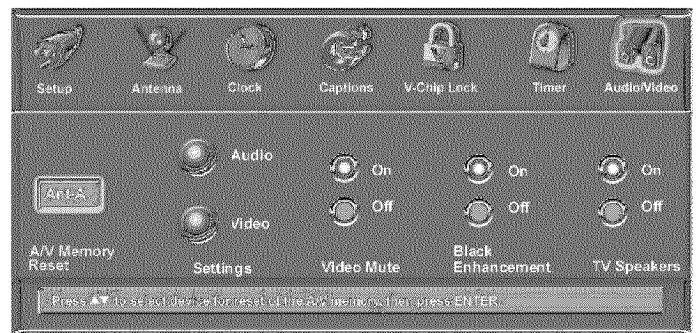 Setup Antenna Clock Captions V-Chip Lock Timer Audio/Video
Ant-A
Audio
Video
On
Off
On
Off
On
Off
A/V Memory
Reset
Settings
Video Mute
Black
Enhancement
TV Speakers
Press ▲▼ to select device for reset of the A/V memory, then press ENTER.